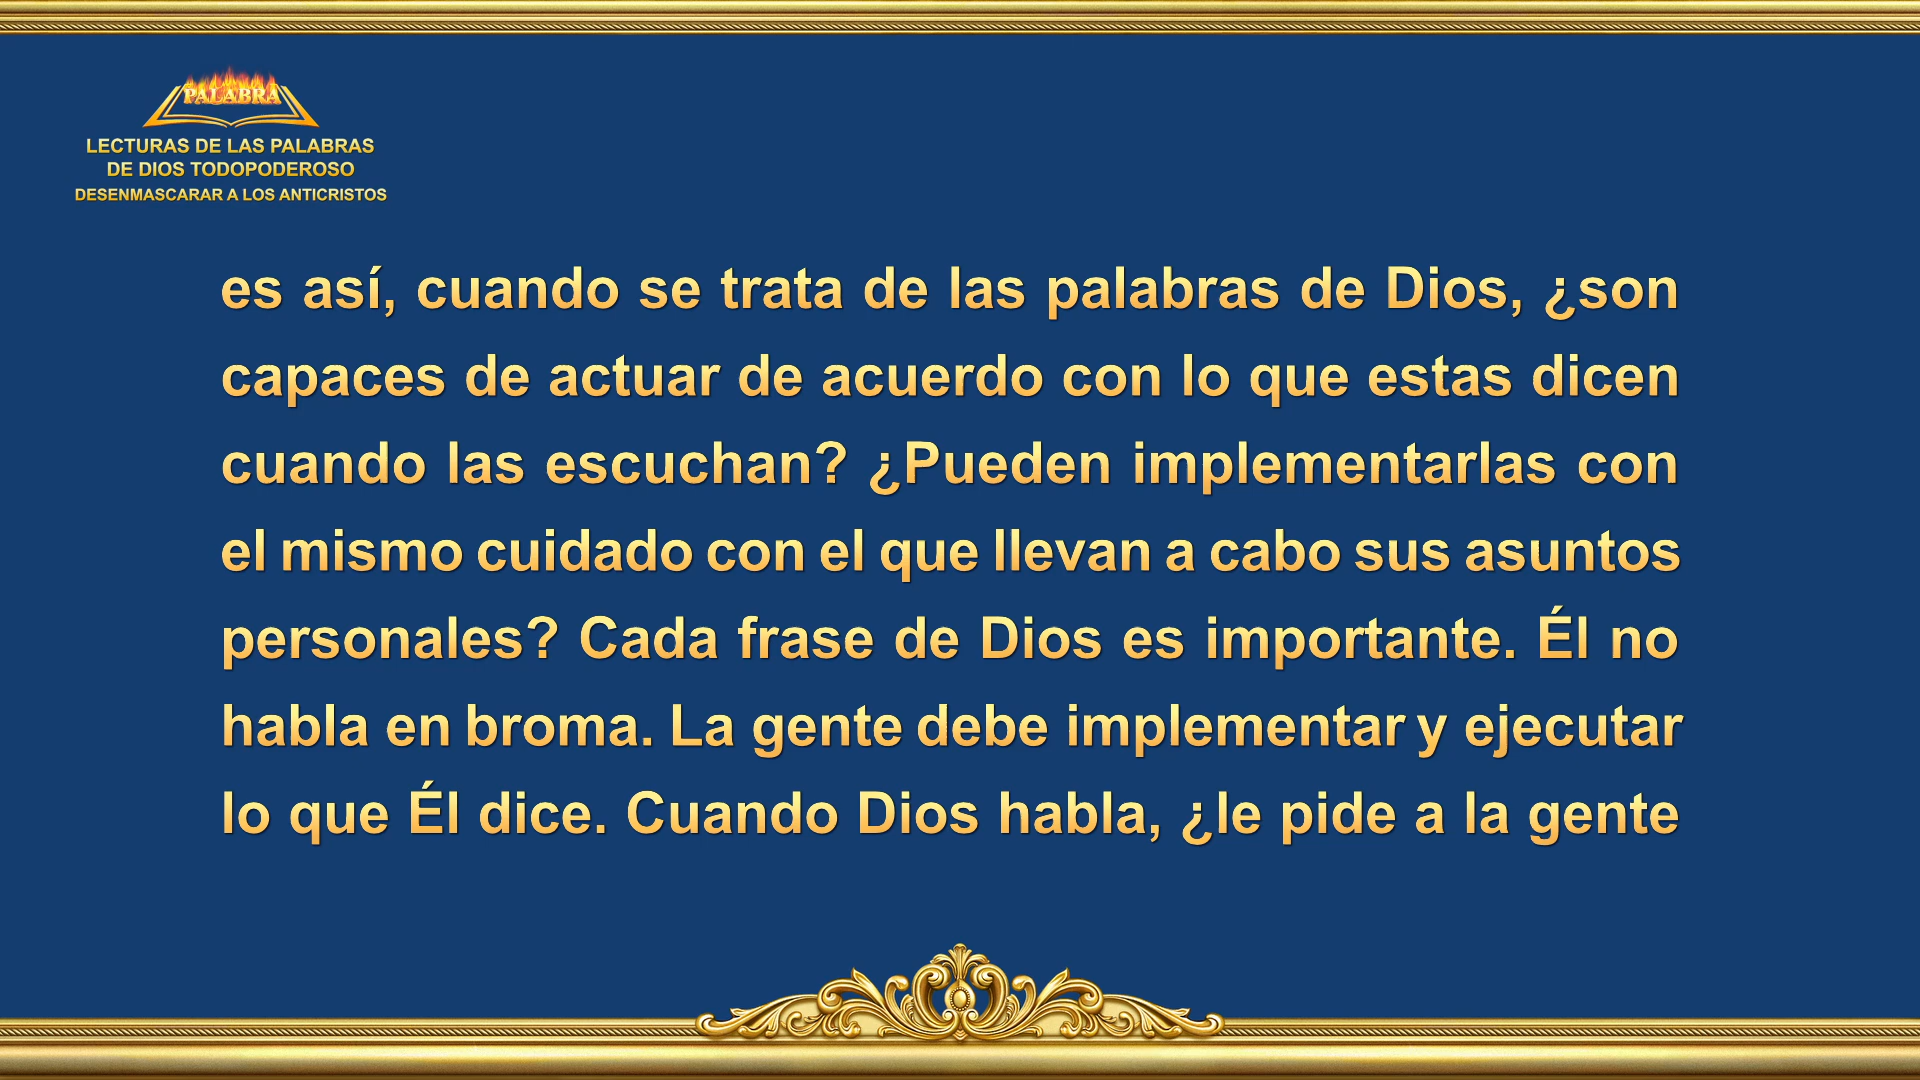 PALABRA
LECTURAS DE LAS PALABRAS
DE DIOS TODOPODEROSO
DESENMASCARAR A LOS ANTICRISTOS
es así, cuando se trata de las palabras de Dios, ¿son
capaces de actuar de acuerdo con lo que estas dicen
cuando las escuchan? ¿Pueden implementarlas con
el mismo cuidado con el que llevan a cabo sus asuntos
personales? Cada frase de Dios es importante. Él no
habla en broma. La gente debe implementar y ejecutar
lo que Él dice. Cuando Dios habla, ¿le pide a la gente